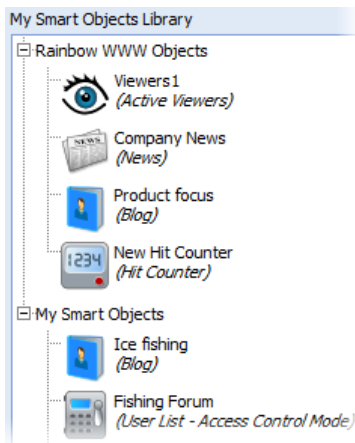 My Smart Objects Library
Rainbow WWW Objects
Viewers1
(Active Viewers)
NEWS
Company News
(News)
Product focus
(Blog)
1234
New Hit Counter
(Hit Counter)
My Smart Objects
Ice fishing
(Blog)
Fishing Forum
(User List - Access Control Mode)